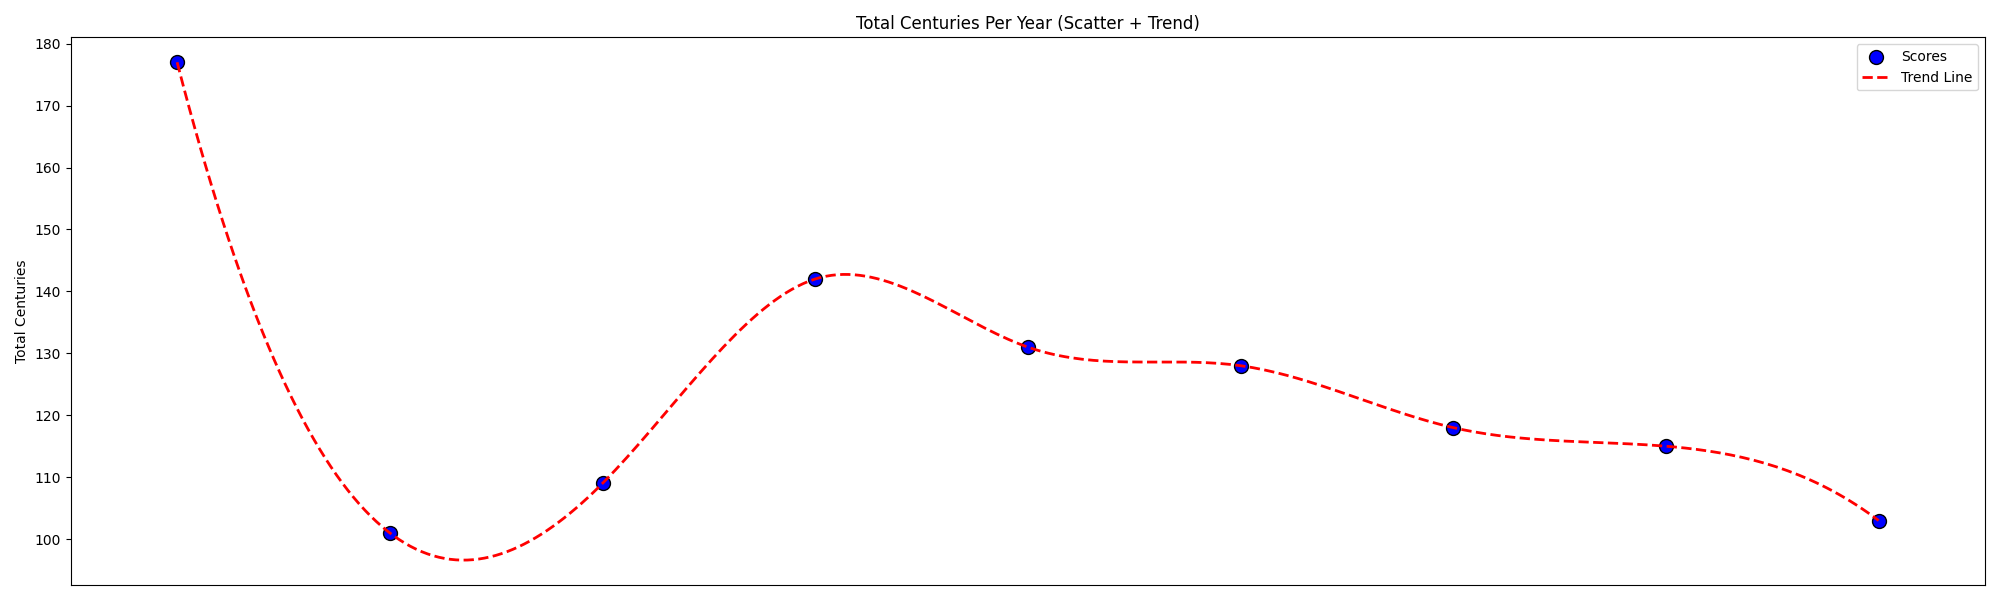 Total Centuries Per Year (Scatter + Trend)
Scores
Trend Line
Total Centuries
180
170
160
150
140
130
120
110
100